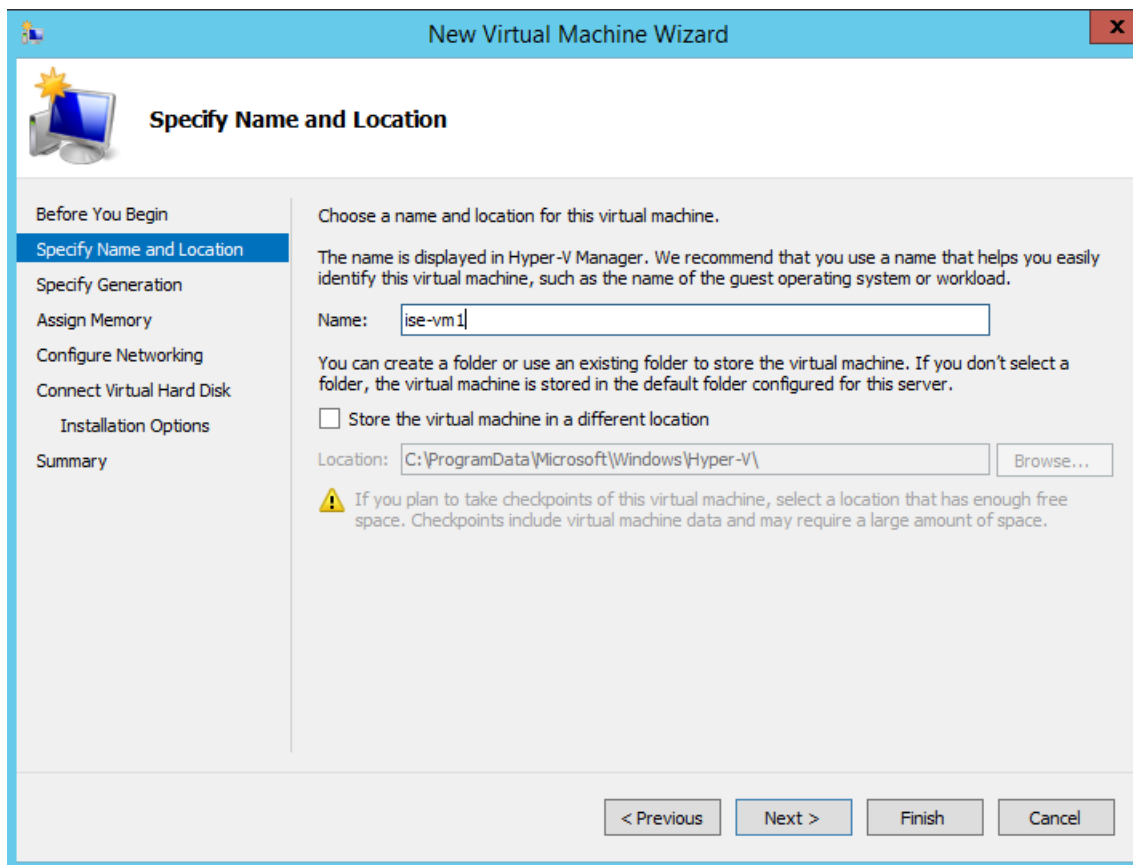 New Virtual Machine Wizard
x
Specify Name and Location
Before You Begin
Specify Name and Location
Specify Generation
Assign Memory
Configure Networking
Connect Virtual Hard Disk
Installation Options
Summary
Choose a name and location for this virtual machine.
The name is displayed in Hyper-V Manager. We recommend that you use a name that helps you easily
identify this virtual machine, such as the name of the guest operating system or workload.
Name: ise-vm1
You can create a folder or use an existing folder to store the virtual machine. If you don't select a
folder, the virtual machine is stored in the default folder configured for this server.
Store the virtual machine in a different location
Location: C:\ProgramData\Microsoft\Windows\Hyper-V\ Browse...
If you plan to take checkpoints of this virtual machine, select a location that has enough free
space. Checkpoints include virtual machine data and may require a large amount of space.
< Previous Next > Finish Cancel